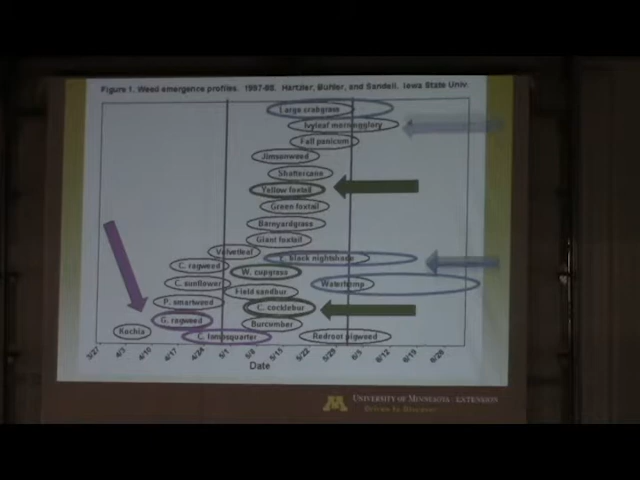 Figure 1. Weed emergence profiles. 1997-98. Hartzler, Buhler, and Sandell. Iowa State Univ.
Large crabgrass
Ivyleaf morningglory
Fall panicum
Jimsonweed
Shattercane
Yellow foxtail
Green foxtail
Barnyardgrass
Giant foxtail
Velvetleaf
E. black nightshade
C. ragweed
W. cupgrass
C. sunflower
Waterhemp
Field sandbur
P. smartweed
C. cocklebur
G. ragweed
Burcumber
Kochia
C. lambsquarter
Redroot pigweed
3/27 4/3 4/10 4/17 4/24 5/1 5/8 5/15 5/22 5/29 6/5 6/12 6/19 6/26
Date
UNIVERSITY OF MINNESOTA - EXTENSION
Driven to Discover